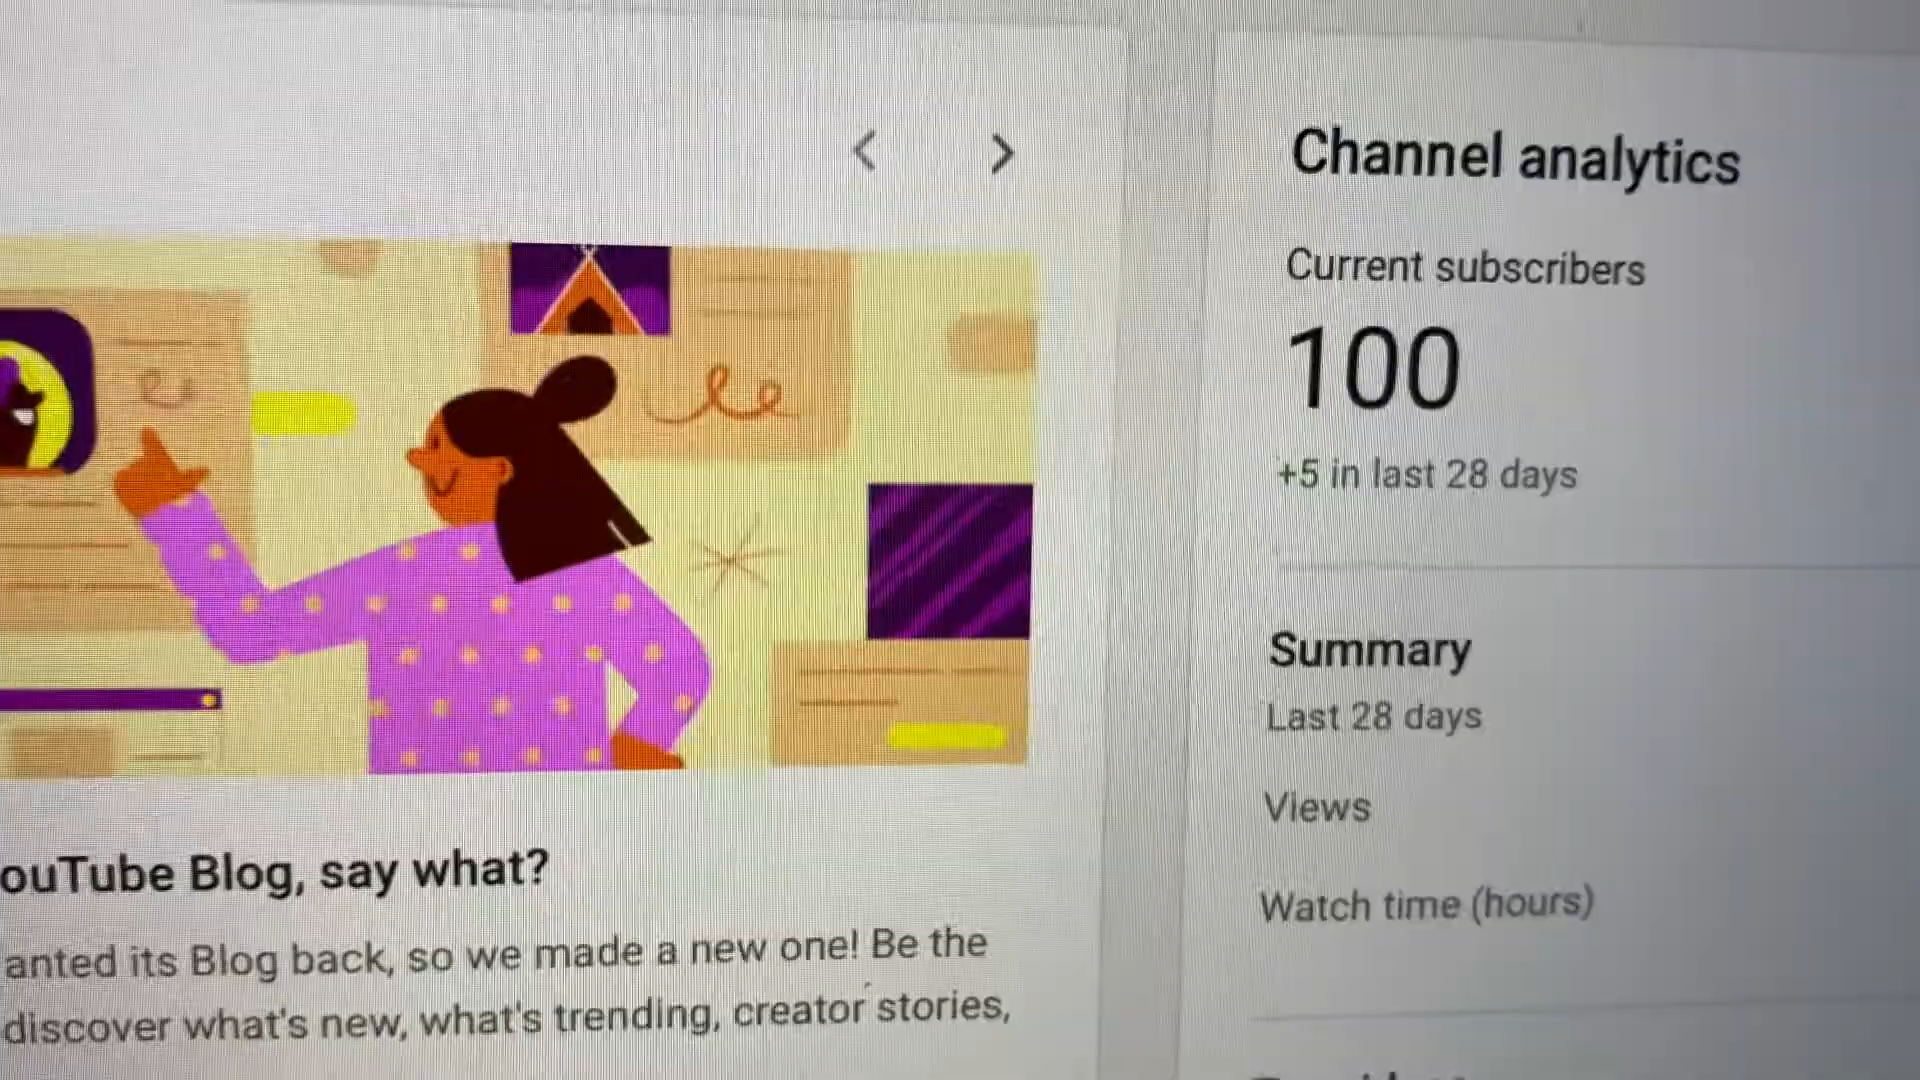 ouTube Blog, say what?
anted its Blog back, so we made a new one! Be the
discover what's new, what's trending, creator stories,
Channel analytics
Current subscribers
100
+5 in last 28 days
Summary
Last 28 days
Views
Watch time (hours)